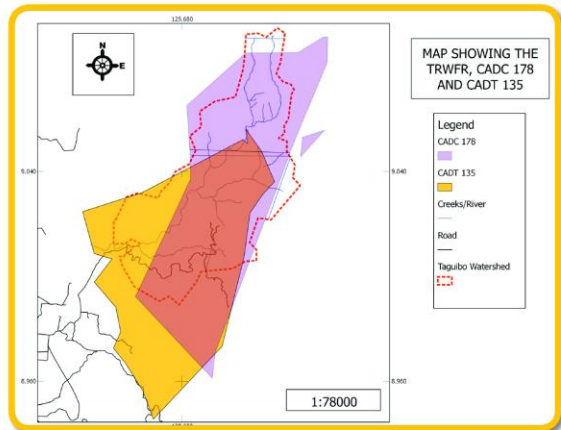 125.680
N
E
MAP SHOWING THE
TRWFR, CADC 178
AND CADT 135
Legend
CADC 178
CADT 135
Creeks/River
Road
Taguibo Watershed
9.040
9.040
8.960
8.960
1:78000